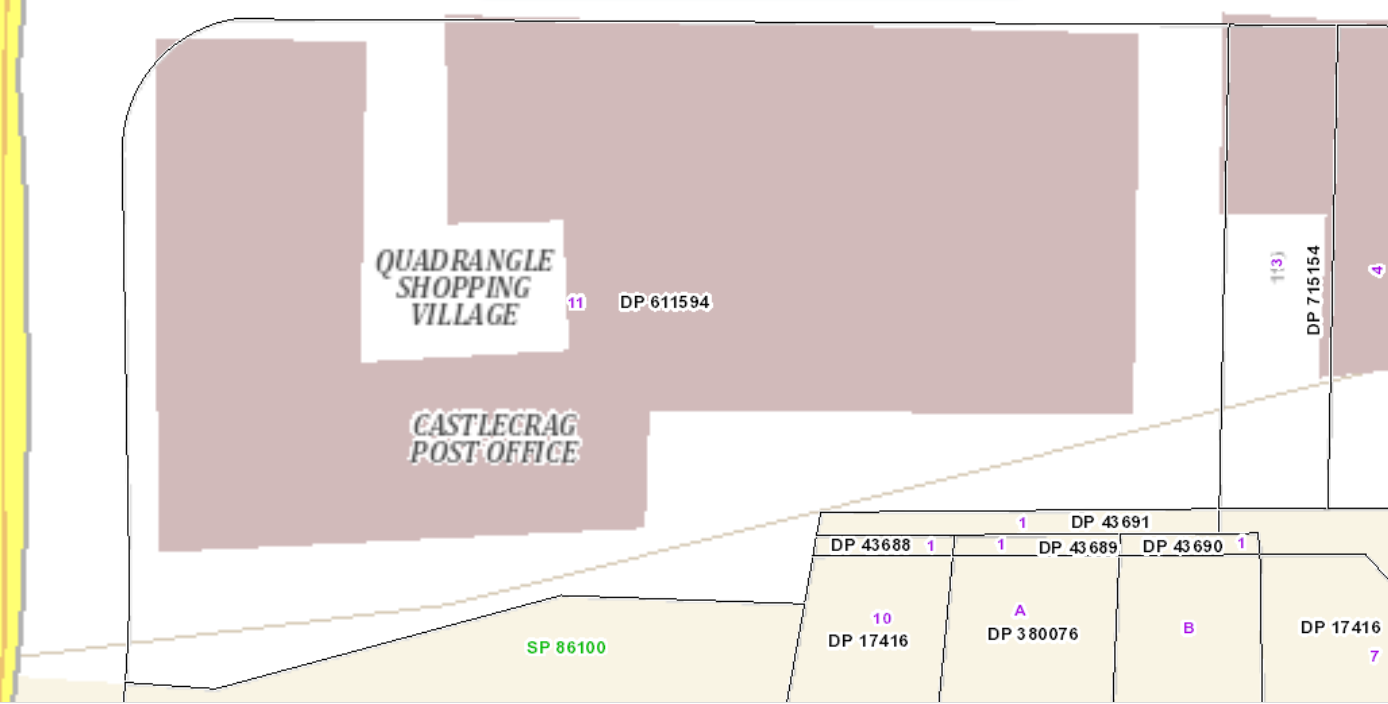 QUADRANGLE
SHOPPING
VILLAGE
11 DP 611594
3
DP 715154
4
CASTLECRAG
POST OFFICE
1 DP 43691
DP 43688 1
1 DP 43689
DP 43690 1
10
DP 17416
A
DP 380076
B
DP 17416
7
SP 86100